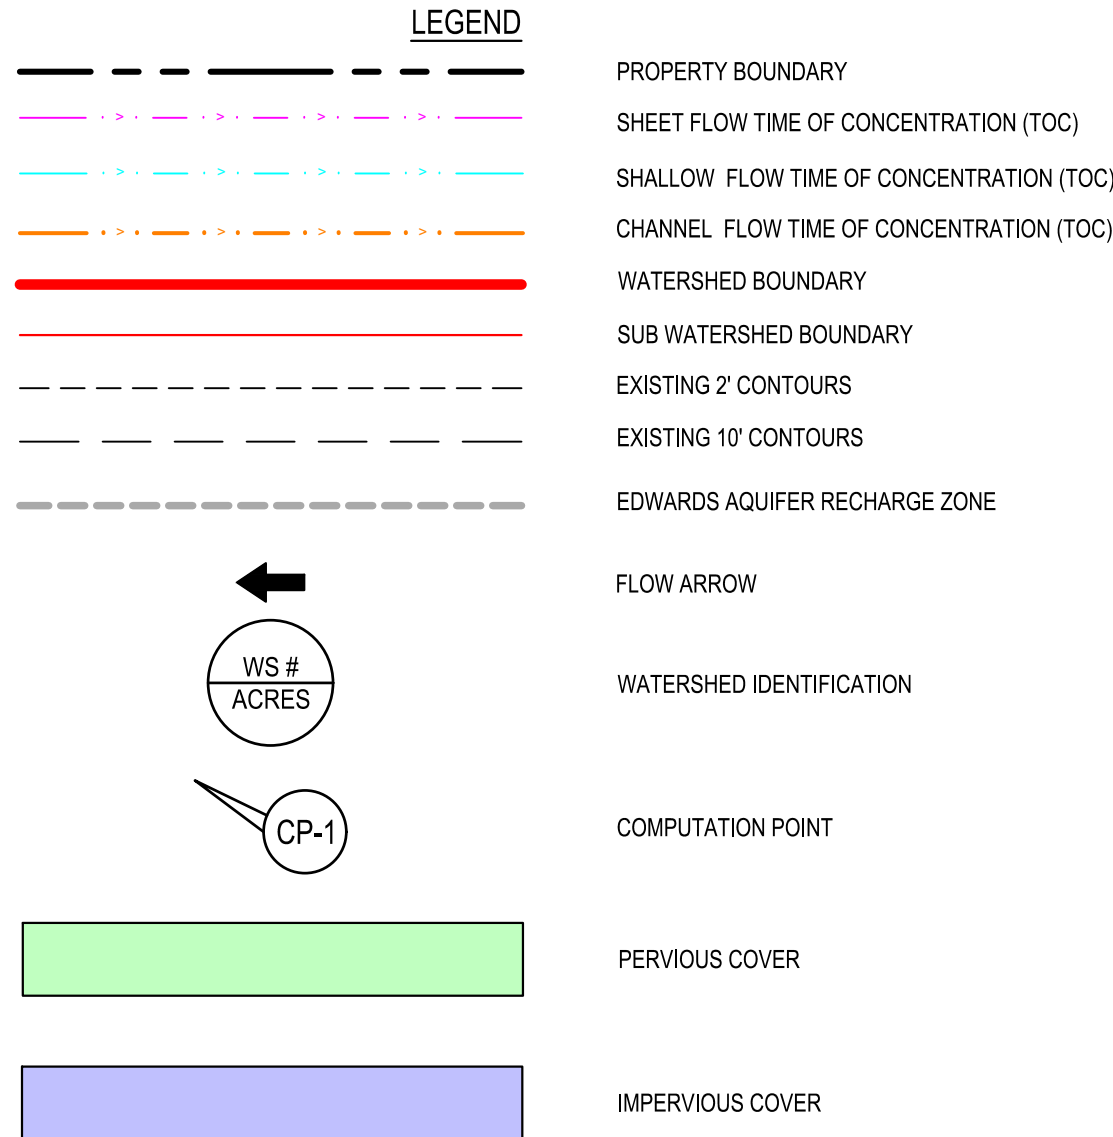 LEGEND
PROPERTY BOUNDARY
SHEET FLOW TIME OF CONCENTRATION (TOC)
SHALLOW FLOW TIME OF CONCENTRATION (TOC)
CHANNEL FLOW TIME OF CONCENTRATION (TOC)
WATERSHED BOUNDARY
SUB WATERSHED BOUNDARY
EXISTING 2' CONTOURS
EXISTING 10' CONTOURS
EDWARDS AQUIFER RECHARGE ZONE
FLOW ARROW
WS #
ACRES
WATERSHED IDENTIFICATION
CP-1
COMPUTATION POINT
PERVIOUS COVER
IMPERVIOUS COVER